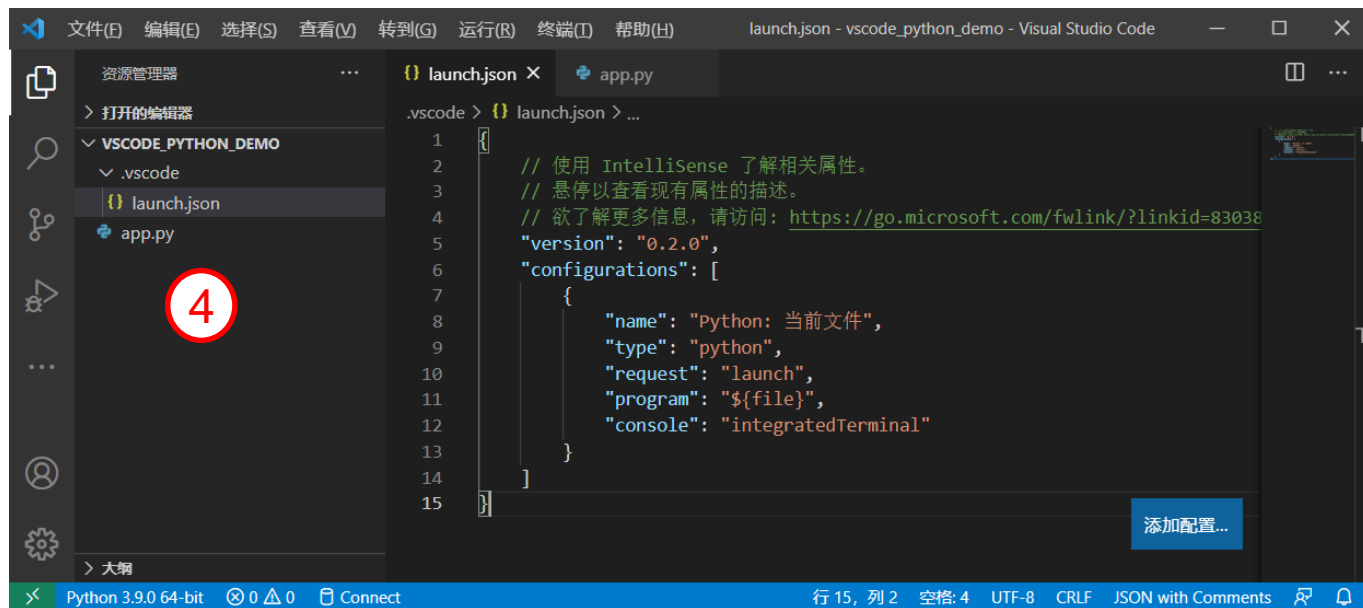 文件(F) 编辑(E) 选择(S) 查看(V) 转到(G) 运行(R) 终端(T) 帮助(H) launch.json - vscode_python_demo - Visual Studio Code
资源管理器 ···
打开的编辑器
VSCODE_PYTHON_DEMO
.vscode
{} launch.json
app.py
4
大纲
{} launch.json × app.py
.vscode > {} launch.json > ...
1 {
2 // 使用 IntelliSense 了解相关属性。
3 // 悬停以查看现有属性的描述。
4 // 欲了解更多信息，请访问: https://go.microsoft.com/fwlink/?linkid=83038
5 "version": "0.2.0",
6 "configurations": [
7 {
8 "name": "Python: 当前文件",
9 "type": "python",
10 "request": "launch",
11 "program": "${file}",
12 "console": "integratedTerminal"
13 }
14 ]
15 }
添加配置...
Python 3.9.0 64-bit 0 0 Connect 行 15，列 2 空格: 4 UTF-8 CRLF JSON with Comments